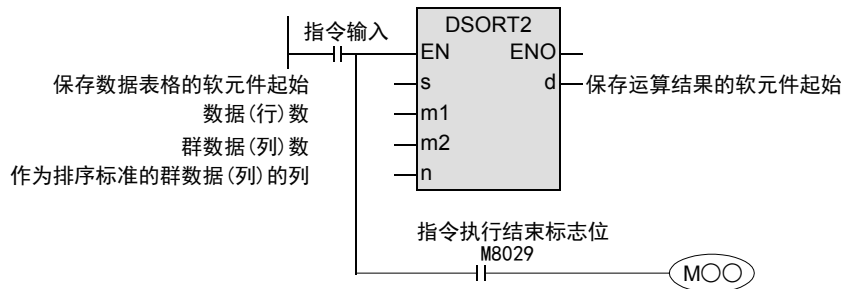 指令输入
DSORT2
EN ENO
保存数据表格的软元件起始 s d 保存运算结果的软元件起始
数据(行)数 m1
群数据(列)数 m2
作为排序标准的群数据(列)的列 n
指令执行结束标志位
M8029
M○○